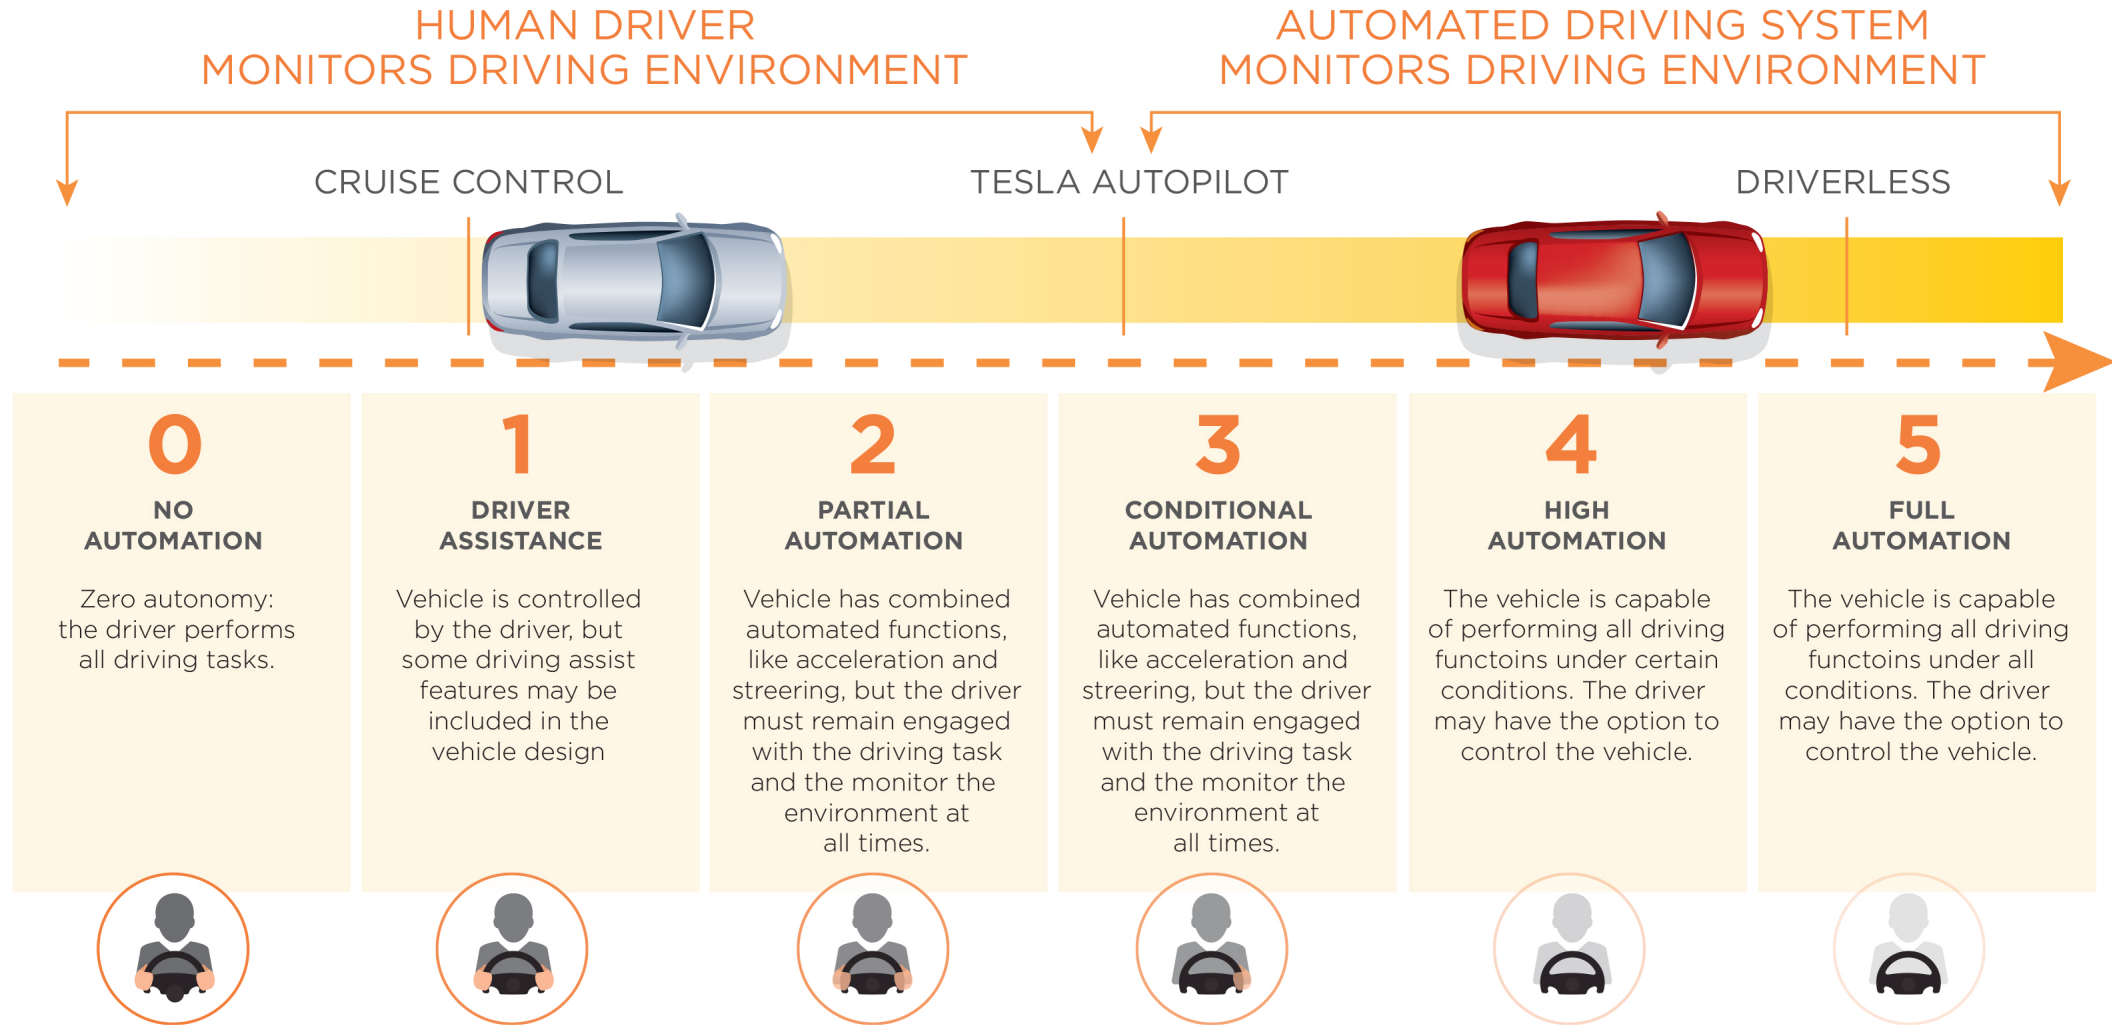 HUMAN DRIVER
MONITORS DRIVING ENVIRONMENT
AUTOMATED DRIVING SYSTEM
MONITORS DRIVING ENVIRONMENT
CRUISE CONTROL
TESLA AUTOPILOT
DRIVERLESS
0
NO
AUTOMATION
Zero autonomy:
the driver performs
all driving tasks.
1
DRIVER
ASSISTANCE
Vehicle is controlled
by the driver, but
some driving assist
features may be
included in the
vehicle design
2
PARTIAL
AUTOMATION
Vehicle has combined
automated functions,
like acceleration and
streering, but the driver
must remain engaged
with the driving task
and the monitor the
environment at
all times.
3
CONDITIONAL
AUTOMATION
Vehicle has combined
automated functions,
like acceleration and
streering, but the driver
must remain engaged
with the driving task
and the monitor the
environment at
all times.
4
HIGH
AUTOMATION
The vehicle is capable
of performing all driving
functoins under certain
conditions. The driver
may have the option to
control the vehicle.
5
FULL
AUTOMATION
The vehicle is capable
of performing all driving
functoins under all
conditions. The driver
may have the option to
control the vehicle.